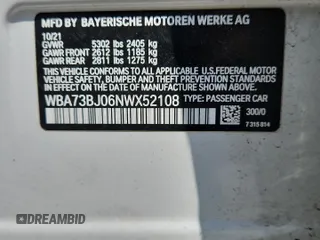 MFD BY BAYERISCHE MOTOREN WERKE AG
10/21
GVWR 5302 lbs 2405 kg
GAWR FRONT 2612 lbs 1185 kg
GAWR REAR 2811 lbs 1275 kg
THIS VEHICLE CONFORMS TO ALL APPLICABLE
U.S. FEDERAL MOTOR VEHICLE SAFETY,
BUMPER, AND THEFT PREVENTION STANDARDS
IN EFFECT ON THE DATE OF MANUFACTURE
SHOWN ABOVE.
WBA73BJ06NWX52108 TYPE: PASSENGER CAR
300/0
7 315 814
DREAMBID